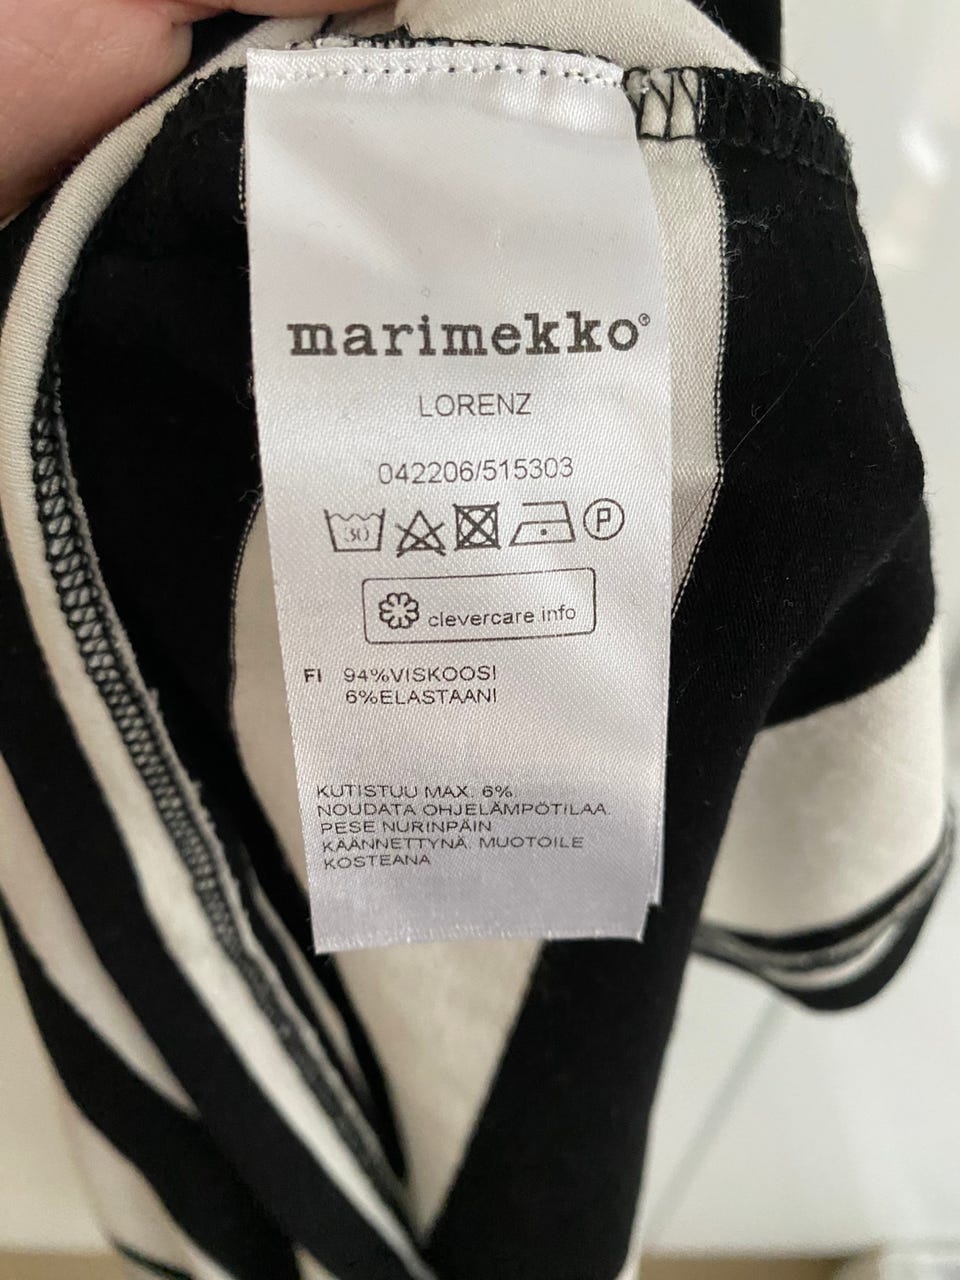 marimekko®
LORENZ
042206/515303
30 P
clevercare.info
FI 94%VISKOOSI
6%ELASTAANI
KUTISTUU MAX. 6%.
NOUDATA OHJELÄMPÖTILAA.
PESE NURINPÄIN
KÄÄNNETTYNÄ. MUOTOILE
KOSTEANA